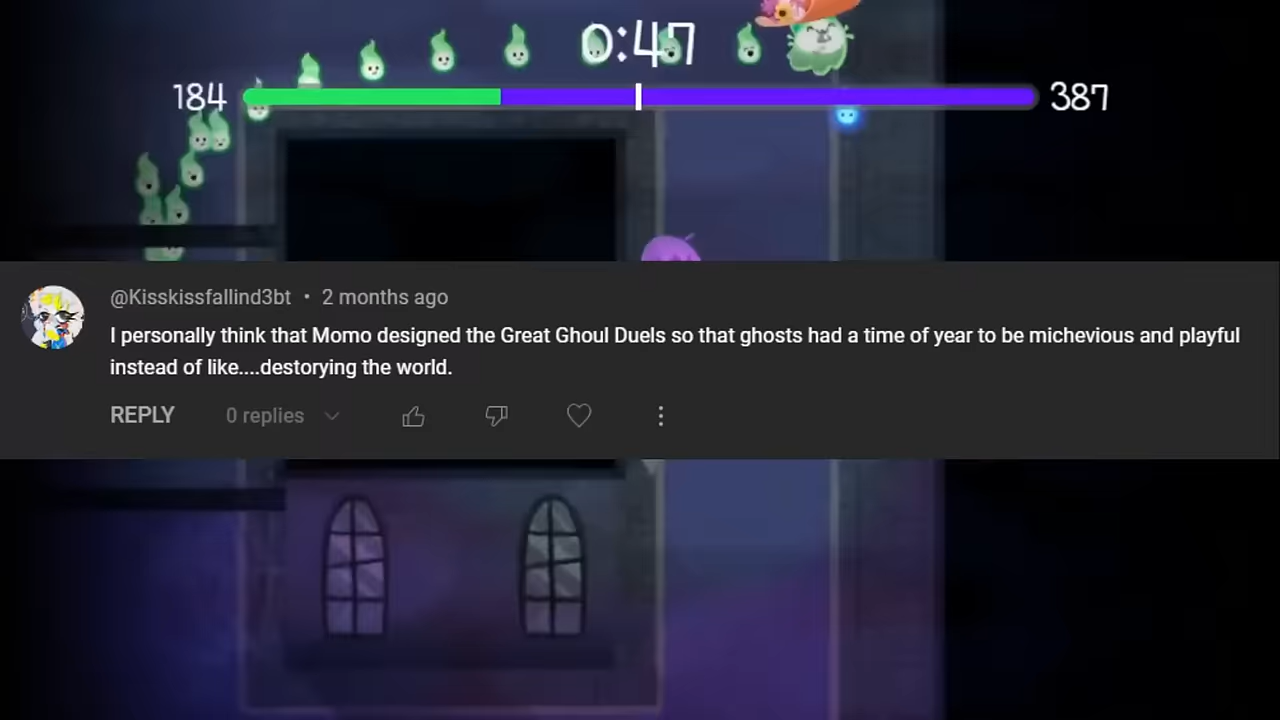 0:47
184 387
@Kisskissfallind3bt • 2 months ago
I personally think that Momo designed the Great Ghoul Duels so that ghosts had a time of year to be michevious and playful
instead of like....destorying the world.
REPLY 0 replies